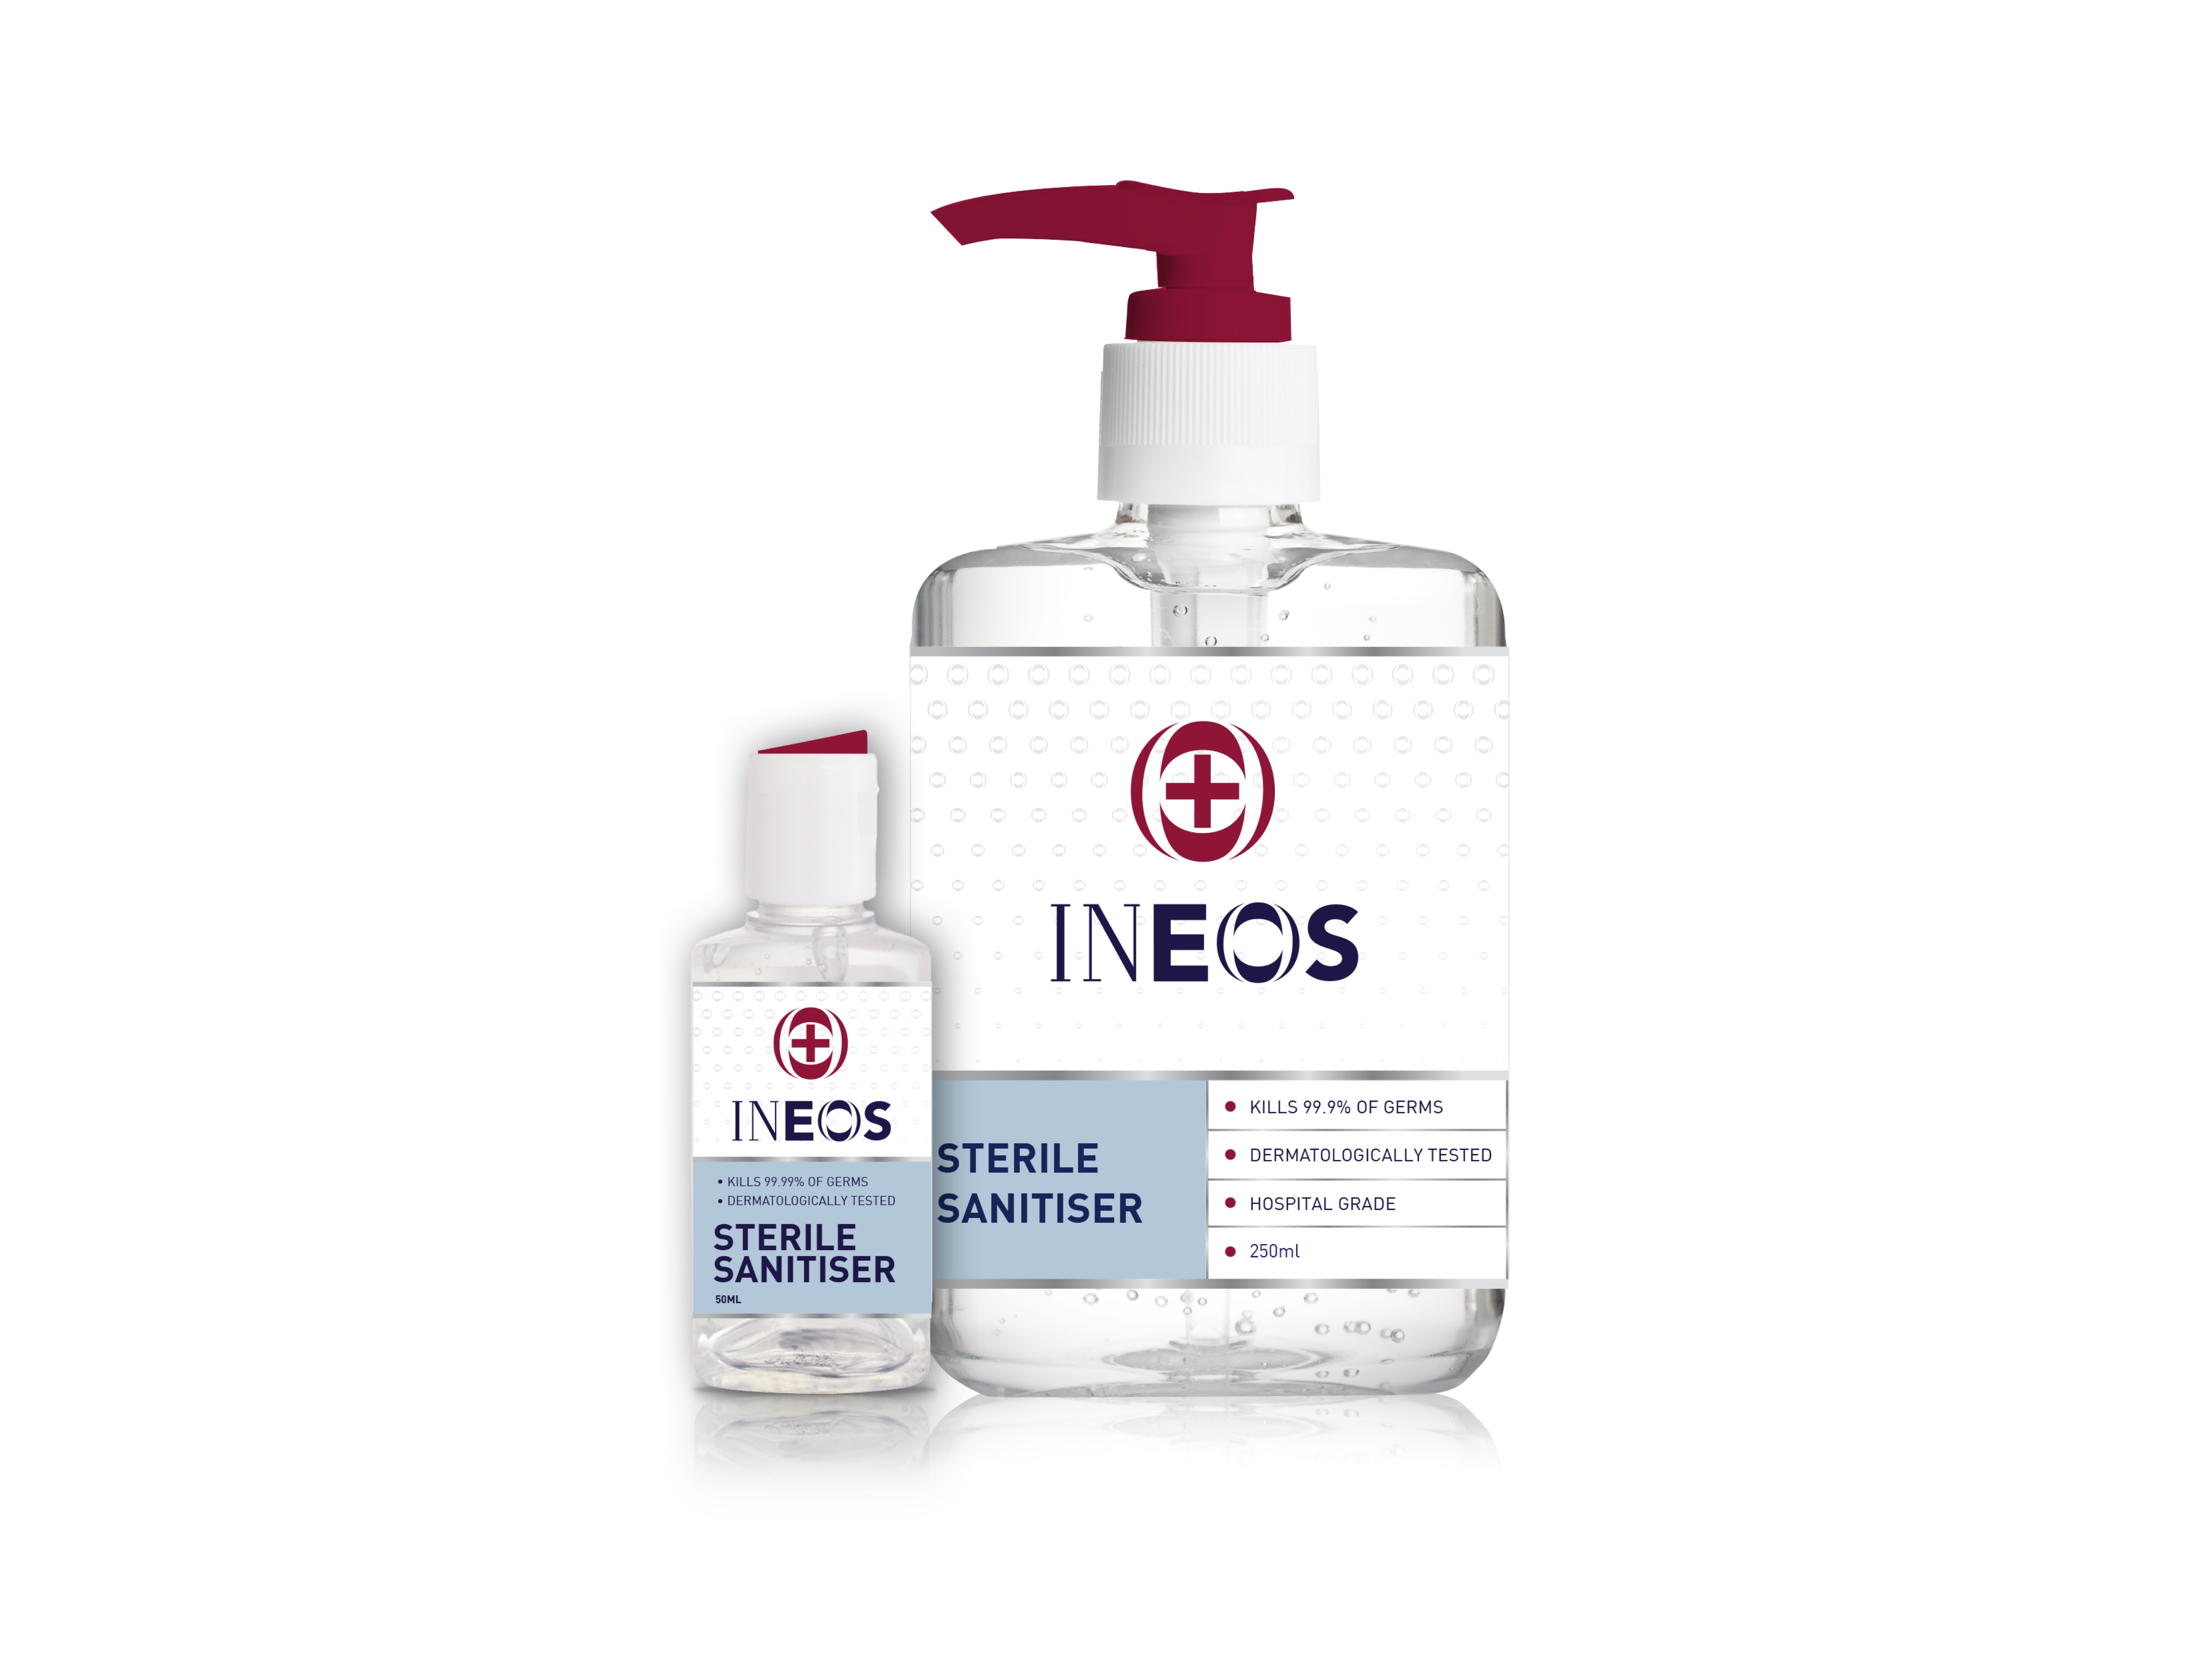 INEOS
• KILLS 99.99% OF GERMS
• DERMATOLOGICALLY TESTED
STERILE
SANITISER
50ML
INEOS
STERILE
SANITISER
• KILLS 99.9% OF GERMS
• DERMATOLOGICALLY TESTED
• HOSPITAL GRADE
• 250ml